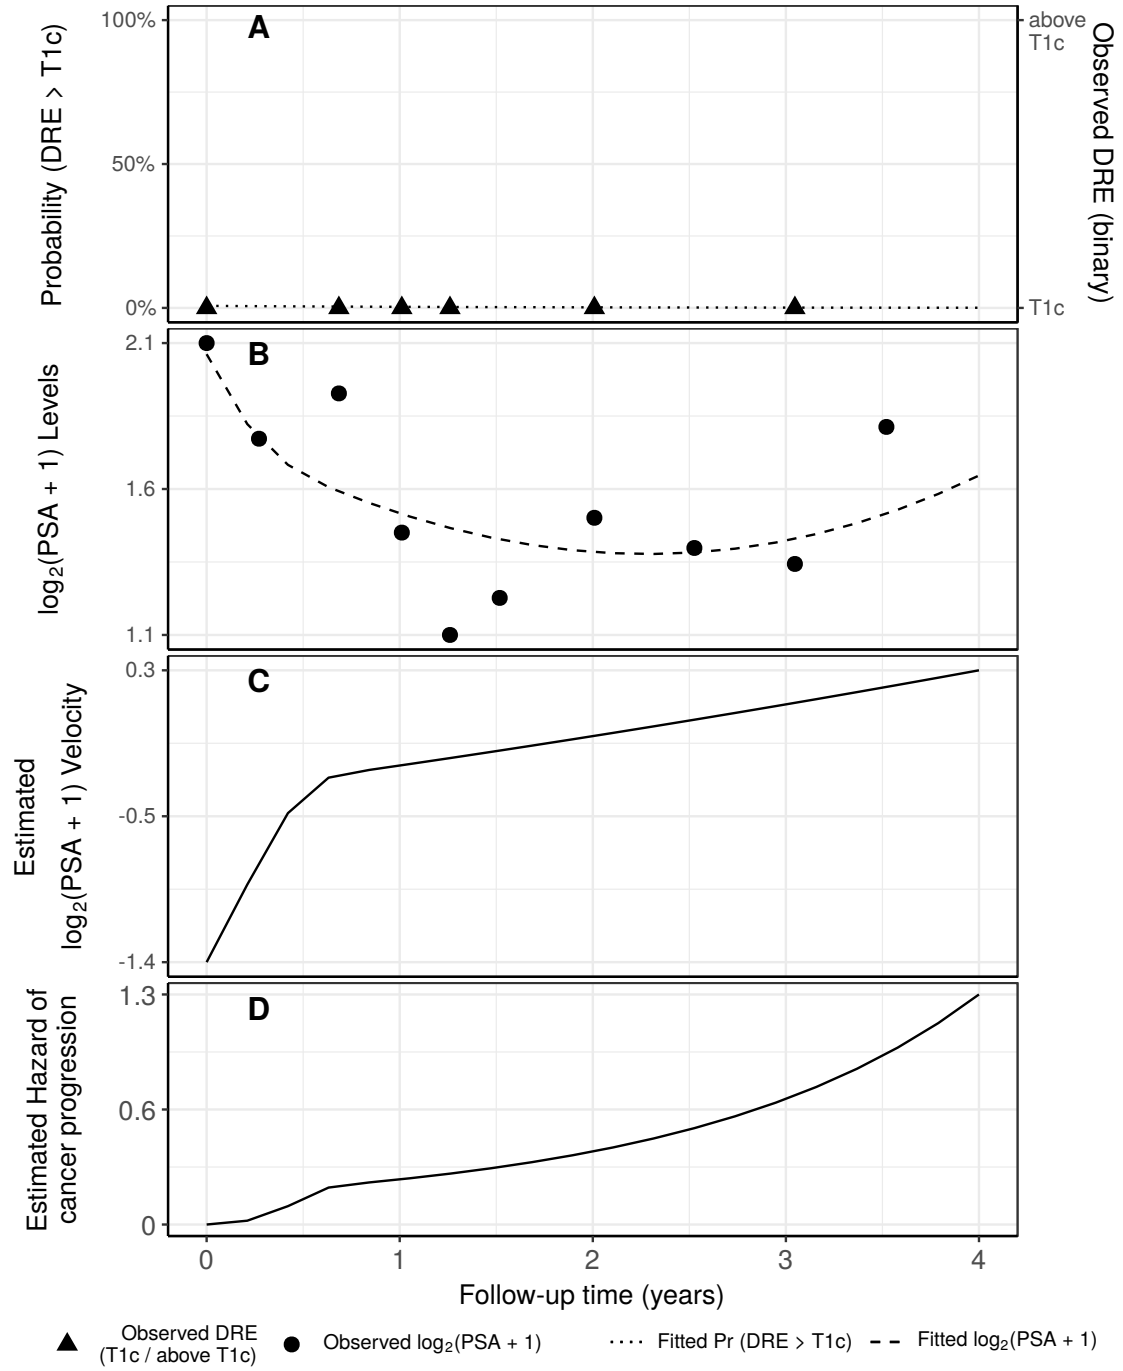 A
100%
50%
0%
Probability (DRE > T1c)
above
T1c
T1c
Observed DRE (binary)
B
2.1
1.6
1.1
log₂(PSA + 1) Levels
C
0.3
-0.5
-1.4
Estimated
log₂(PSA + 1) Velocity
D
1.3
0.6
0
Estimated Hazard of
cancer progression
0 1 2 3 4
Follow-up time (years)
Observed DRE
(T1c / above T1c)
Observed log₂(PSA + 1)
Fitted Pr (DRE > T1c)
Fitted log₂(PSA + 1)